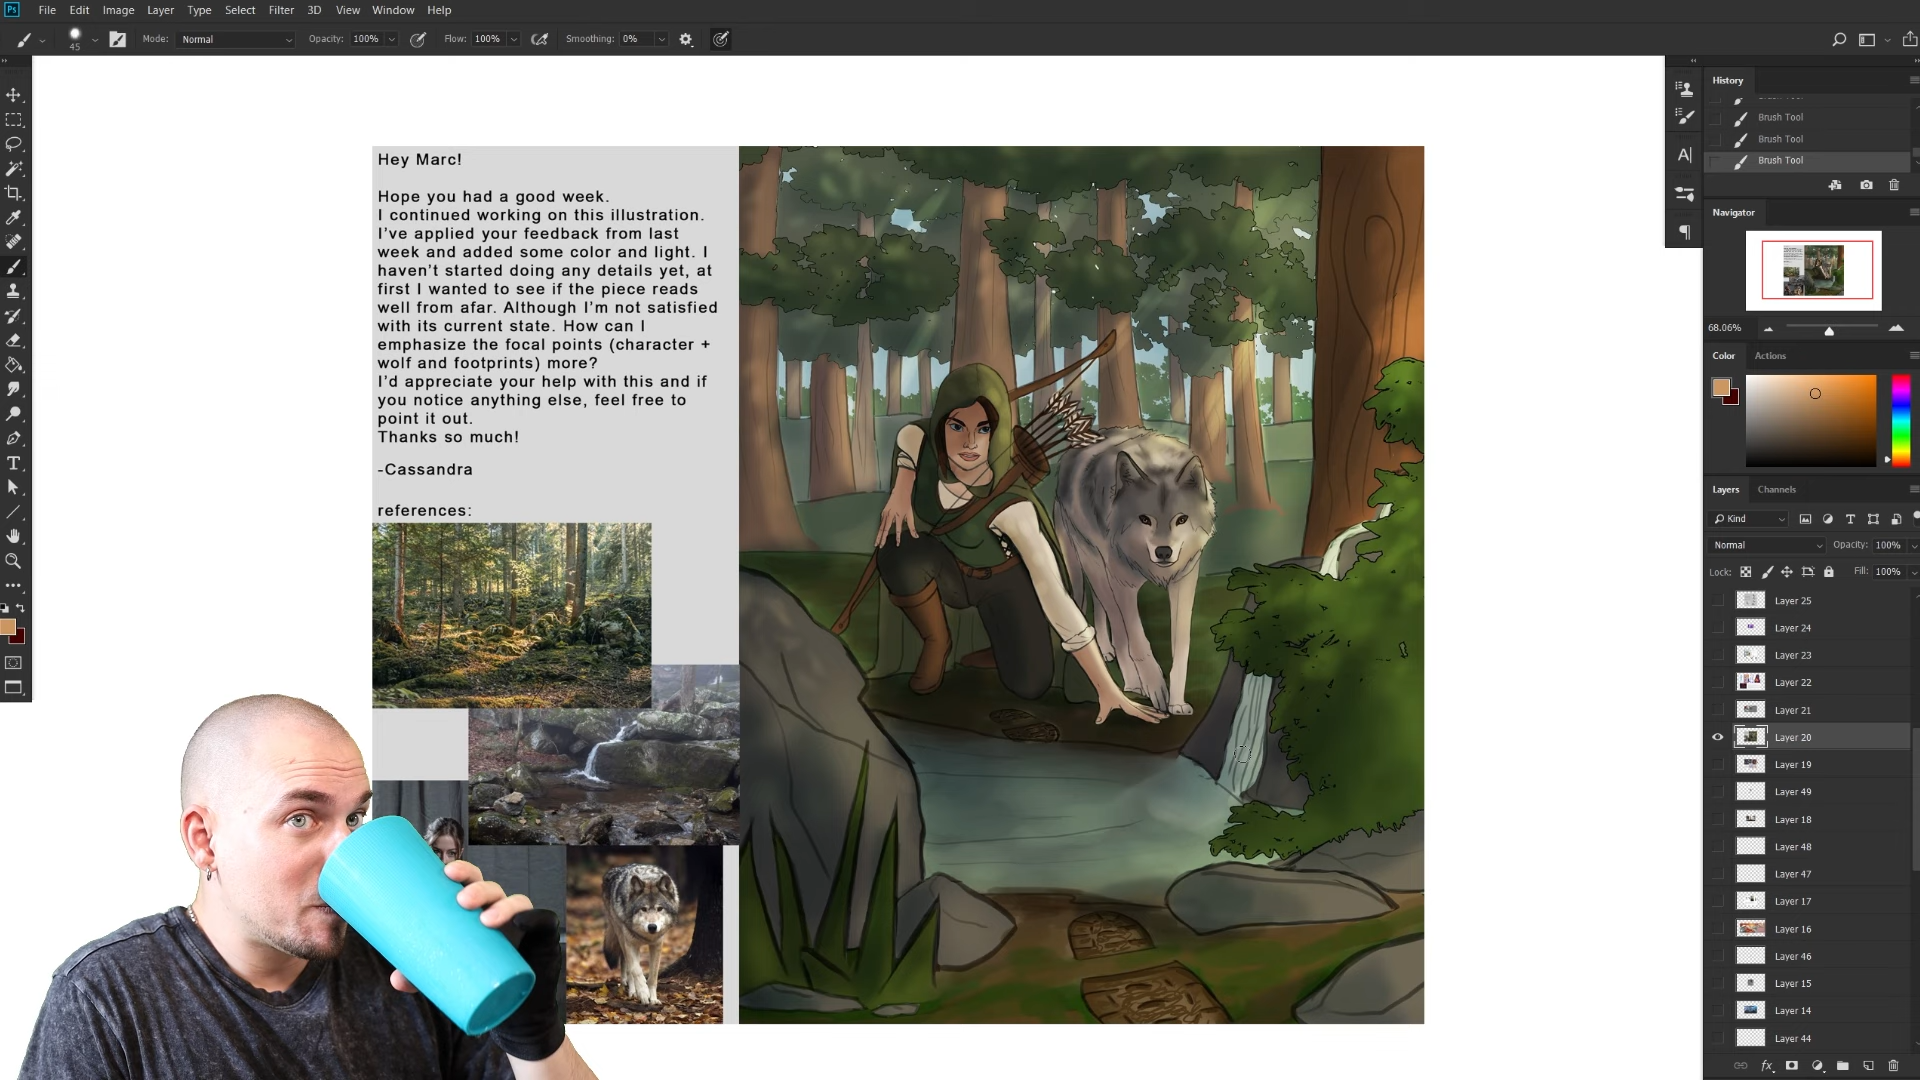 Ps File Edit Image Layer Type Select Filter 3D View Window Help
45 Mode: Normal Opacity: 100% Flow: 100% Smoothing: 0%
Hey Marc!
Hope you had a good week.
I continued working on this illustration.
I've applied your feedback from last
week and added some color and light. I
haven't started doing any details yet, at
first I wanted to see if the piece reads
well from afar. Although I'm not satisfied
with its current state. How can I
emphasize the focal points (character +
wolf and footprints) more?
I'd appreciate your help with this and if
you notice anything else, feel free to
point it out.
Thanks so much!
-Cassandra
references:
History
Brush Tool
Brush Tool
Brush Tool
Brush Tool
Navigator
68.06%
Color Actions
Layers Channels
Kind
Normal Opacity: 100%
Lock: Fill: 100%
Layer 25
Layer 24
Layer 23
Layer 22
Layer 21
Layer 20
Layer 19
Layer 49
Layer 18
Layer 48
Layer 47
Layer 17
Layer 16
Layer 46
Layer 15
Layer 14
Layer 44
fx